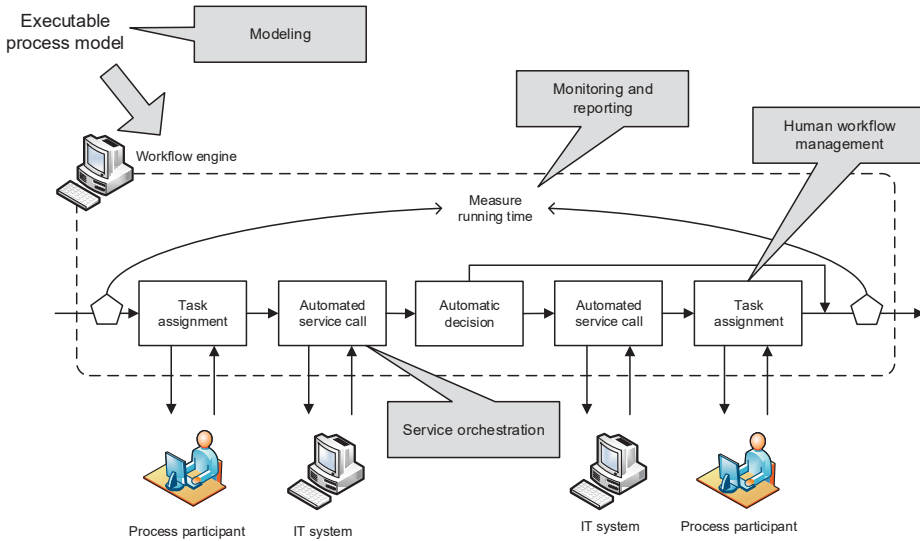 Executable
process model
Modeling
Monitoring and
reporting
Human workflow
management
Workflow engine
Measure
running time
Task
assignment
Automated
service call
Automatic
decision
Automated
service call
Task
assignment
Service orchestration
Process participant
IT system
IT system
Process participant